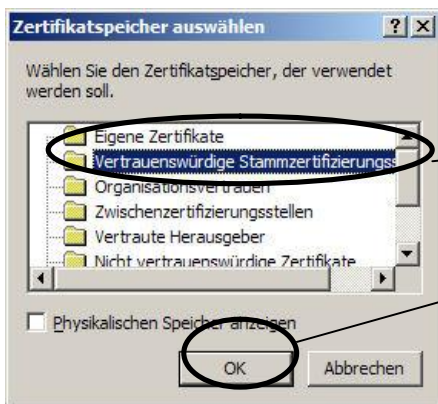 Zertifikatspeicher auswählen
Wählen Sie den Zertifikatspeicher, der verwendet
werden soll.
Eigene Zertifikate
Vertrauenswürdige Stammzertifizierungss
Organisationsvertrauen
Zwischenzertifizierungsstellen
Vertraute Herausgeber
Nicht vertrauenswürdige Zertifikate
Physikalischen Speicher anzeigen
OK Abbrechen